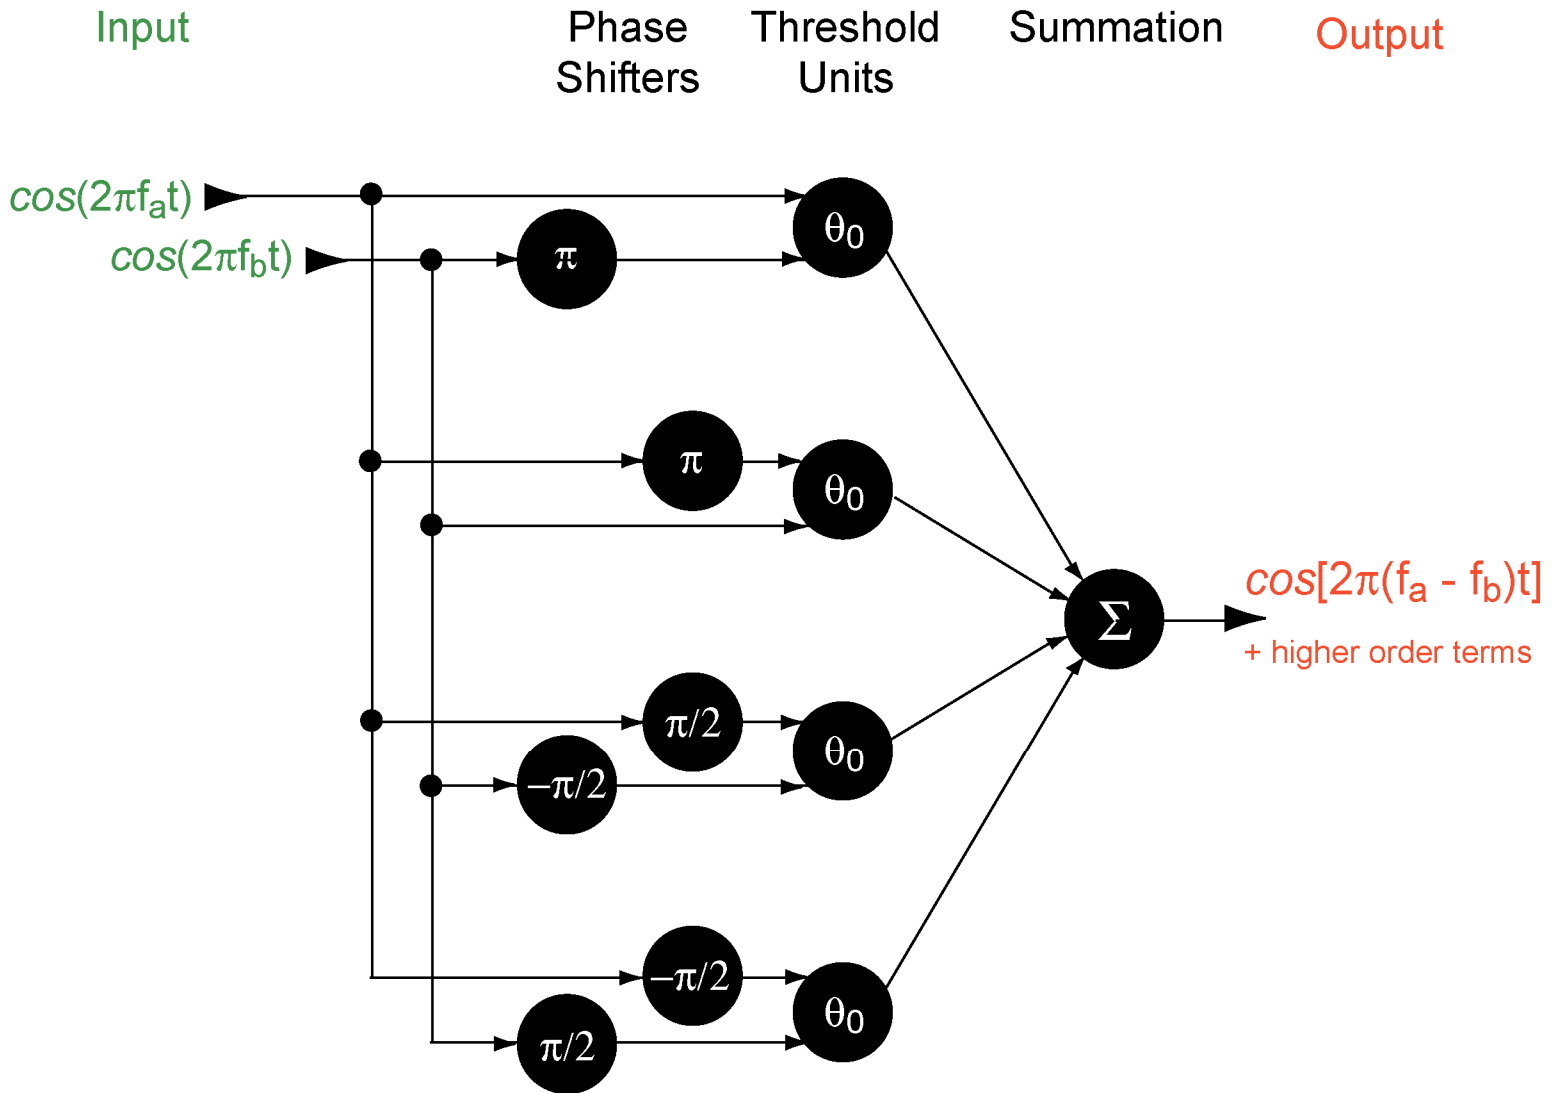 Input
Phase
Shifters
Threshold
Units
Summation
Output
cos(2πfat)
cos(2πfbt)
π
θ0
π
θ0
Σ
cos[2π(fa - fb)t]
+ higher order terms
π/2
–π/2
θ0
–π/2
π/2
θ0